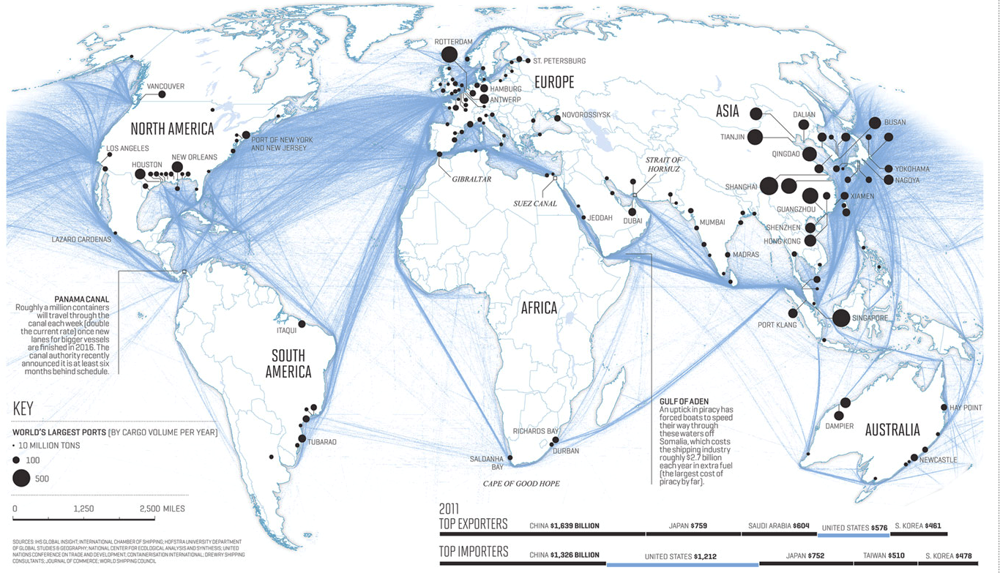 ROTTERDAM
ST. PETERSBURG
EUROPE
VANCOUVER
HAMBURG
ANTWERP
ASIA
DALIAN
BUSAN
NOVOROSSIYSK
NORTH AMERICA
TIANJIN
PORT OF NEW YORK
AND NEW JERSEY
LOS ANGELES
QINGDAO
NEW ORLEANS
HOUSTON
STRAIT OF
HORMUZ
YOKOHAMA
NAGOYA
GIBRALTAR
SHANGHAI
XIAMEN
SUEZ CANAL
GUANGZHOU
JEDDAH
DUBAI
MUMBAI
SHENZHEN
HONG KONG
LAZARD CARDENAS
MADRAS
PANAMA CANAL
Roughly a million containers
will travel through the
canal each week (double
the current rate) once new
lanes for bigger vessels
are finished in 2016. The
canal authority recently
announced it is at least six
months behind schedule.
AFRICA
SINGAPORE
PORT KLANG
ITAQUI
SOUTH
AMERICA
GULF OF ADEN
An uptick in piracy has
forced boats to speed
their way through
these waters off
Somalia, which costs
the shipping industry
roughly $2.7 billion
each year in extra fuel
(the largest cost of
piracy by far).
HAY POINT
DAMPIER
AUSTRALIA
RICHARDS BAY
DURBAN
TUBARAO
SALDANHA
BAY
NEWCASTLE
CAPE OF GOOD HOPE
KEY
WORLD'S LARGEST PORTS (BY CARGO VOLUME PER YEAR)
10 MILLION TONS
100
500
0 1,250 2,500 MILES
SOURCES: IHS GLOBAL INSIGHT; INTERNATIONAL CHAMBER OF SHIPPING; HOFSTRA UNIVERSITY DEPARTMENT
OF GLOBAL STUDIES & GEOGRAPHY; NATIONAL CENTER FOR ECOLOGICAL ANALYSIS AND SYNTHESIS; UNITED
NATIONS CONFERENCE ON TRADE AND DEVELOPMENT; CONTAINERISATION INTERNATIONAL; DREWRY SHIPPING
CONSULTANTS; JOURNAL OF COMMERCE; WORLD SHIPPING COUNCIL
2011
TOP EXPORTERS CHINA $1,639 BILLION JAPAN $759 SAUDI ARABIA $604 UNITED STATES $576 S. KOREA $461
TOP IMPORTERS CHINA $1,326 BILLION UNITED STATES $1,212 JAPAN $752 TAIWAN $510 S. KOREA $478